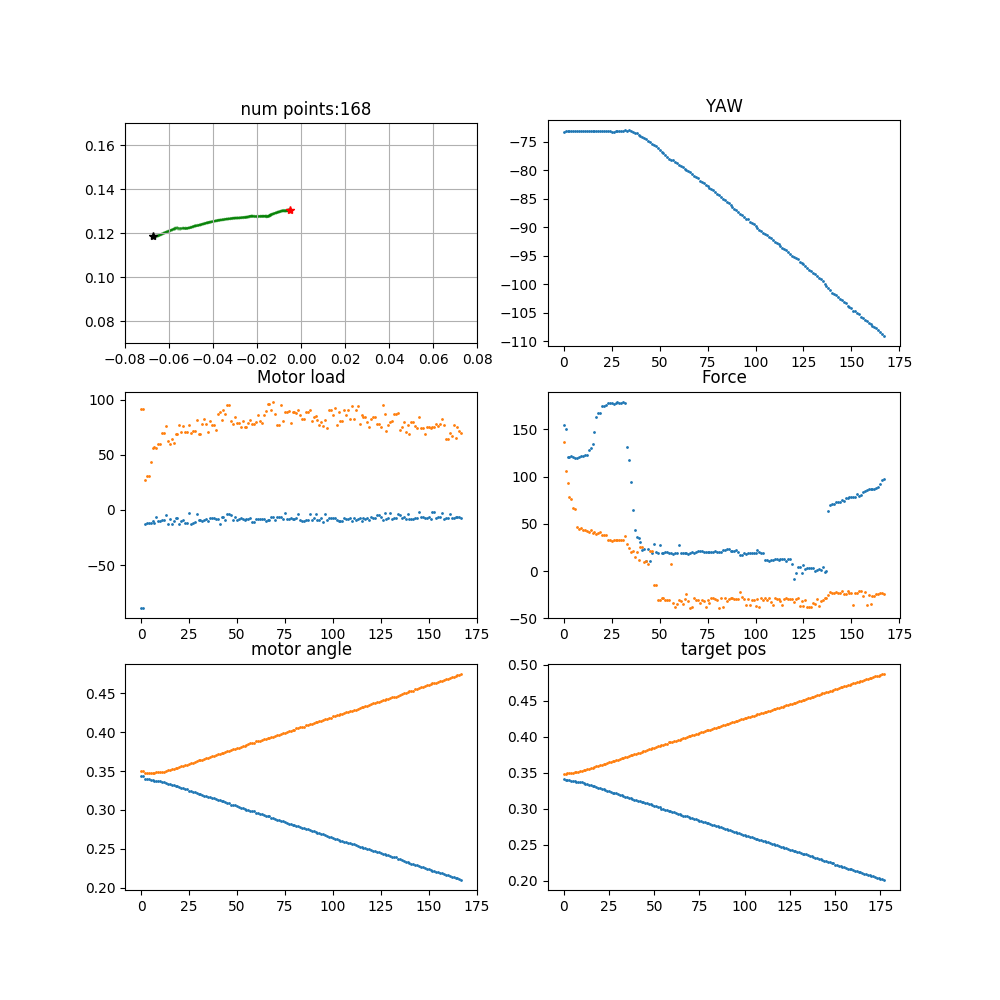 num points:168
YAW
0.16
0.14
0.12
0.10
0.08
−0.08 −0.06 −0.04 −0.02 0.00 0.02 0.04 0.06 0.08
−75
−80
−85
−90
−95
−100
−105
−110
0 25 50 75 100 125 150 175
Motor load
Force
100
50
0
−50
0 25 50 75 100 125 150 175
150
100
50
0
−50
0 25 50 75 100 125 150 175
motor angle
target pos
0.45
0.40
0.35
0.30
0.25
0.20
0 25 50 75 100 125 150 175
0.50
0.45
0.40
0.35
0.30
0.25
0.20
0 25 50 75 100 125 150 175